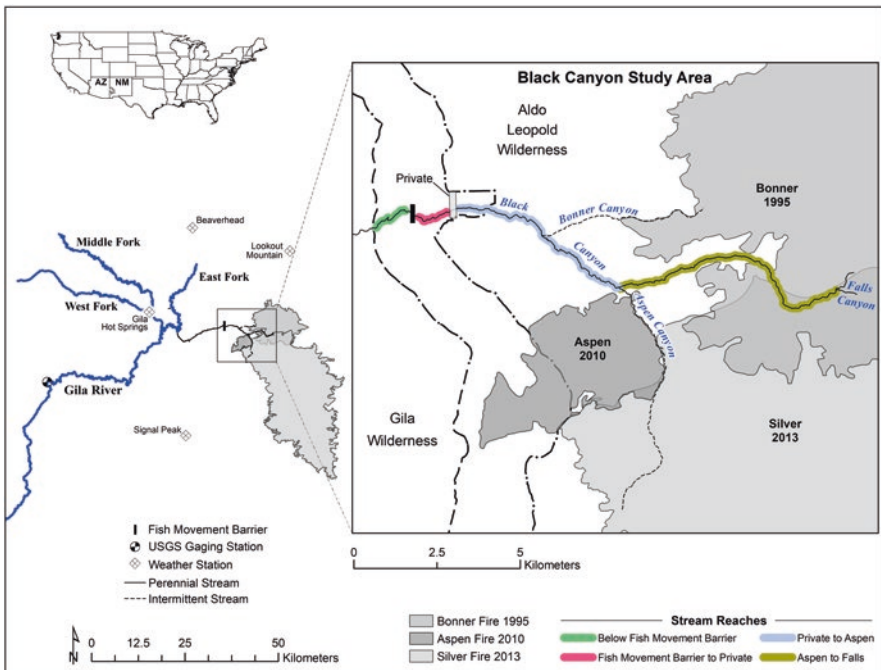 AZ NM
Beaverhead
Lookout
Mountain
Middle Fork
East Fork
West Fork
Gila
Hot Springs
Gila River
Signal Peak
Fish Movement Barrier
USGS Gaging Station
Weather Station
Perennial Stream
Intermittent Stream
N
0 12.5 25 50
Kilometers
Black Canyon Study Area
Aldo
Leopold
Wilderness
Private
Black
Canyon
Bonner Canyon
Bonner
1995
Falls
Canyon
Aspen Canyon
Aspen
2010
Gila
Wilderness
Silver
2013
0 2.5 5
Kilometers
Bonner Fire 1995
Aspen Fire 2010
Silver Fire 2013
Stream Reaches
Below Fish Movement Barrier
Private to Aspen
Fish Movement Barrier to Private
Aspen to Falls